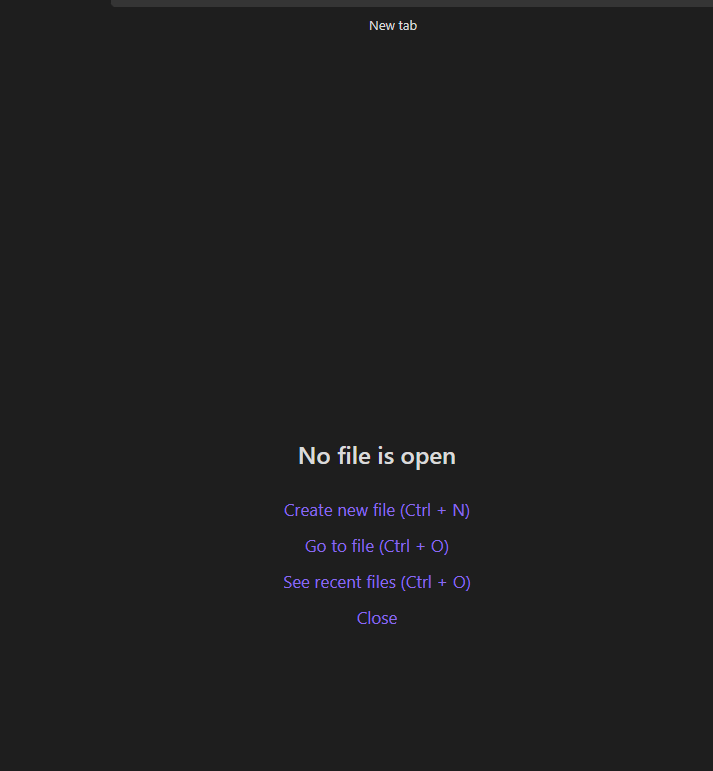 New tab
No file is open
Create new file (Ctrl + N)
Go to file (Ctrl + O)
See recent files (Ctrl + O)
Close